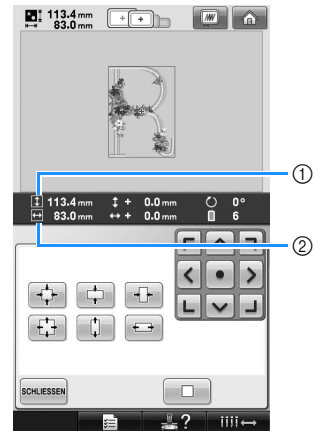 113.4 mm
83.0 mm
113.4 mm + 0.0 mm 0°
83.0 mm + 0.0 mm 6
①
②
SCHLIESSEN
?